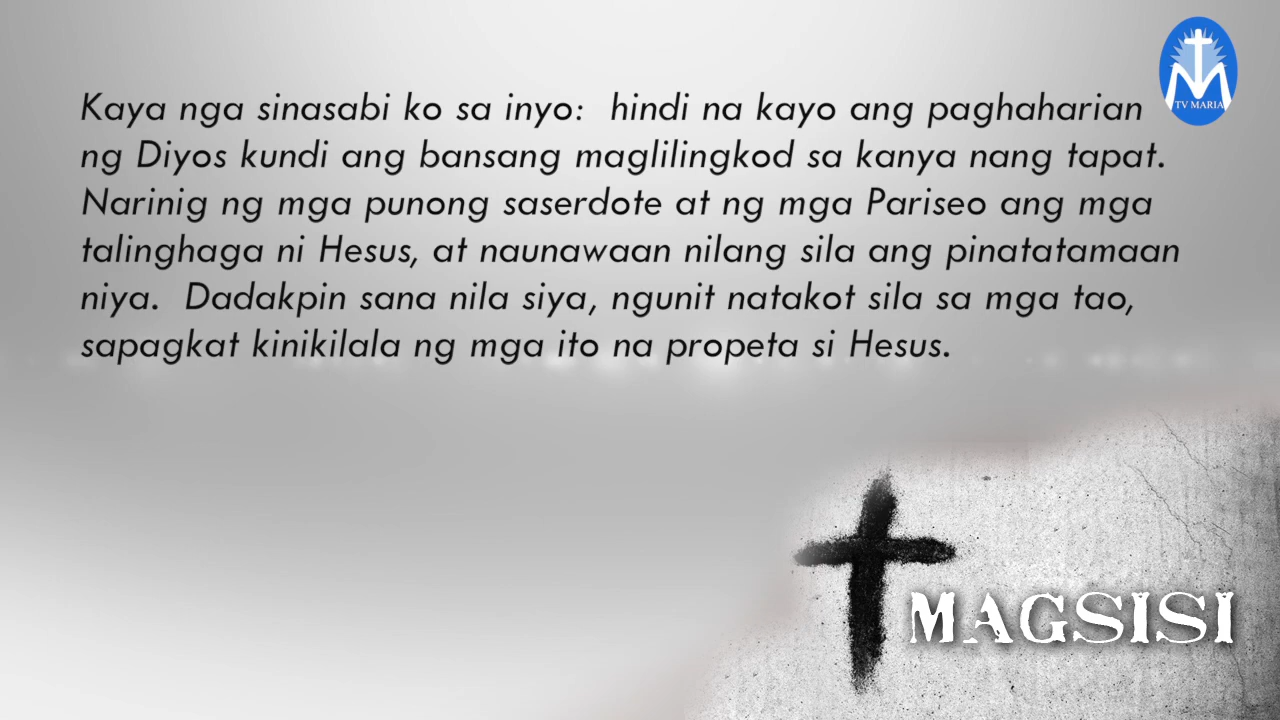 Kaya nga sinasabi ko sa inyo:  hindi na kayo ang paghaharian
ng Diyos kundi ang bansang maglilingkod sa kanya nang tapat.
Narinig ng mga punong saserdote at ng mga Pariseo ang mga
talinghaga ni Hesus, at naunawaan nilang sila ang pinatatamaan
niya.  Dadakpin sana nila siya, ngunit natakot sila sa mga tao,
sapagkat kinikilala ng mga ito na propeta si Hesus.
TV MARIA
MAGSISI